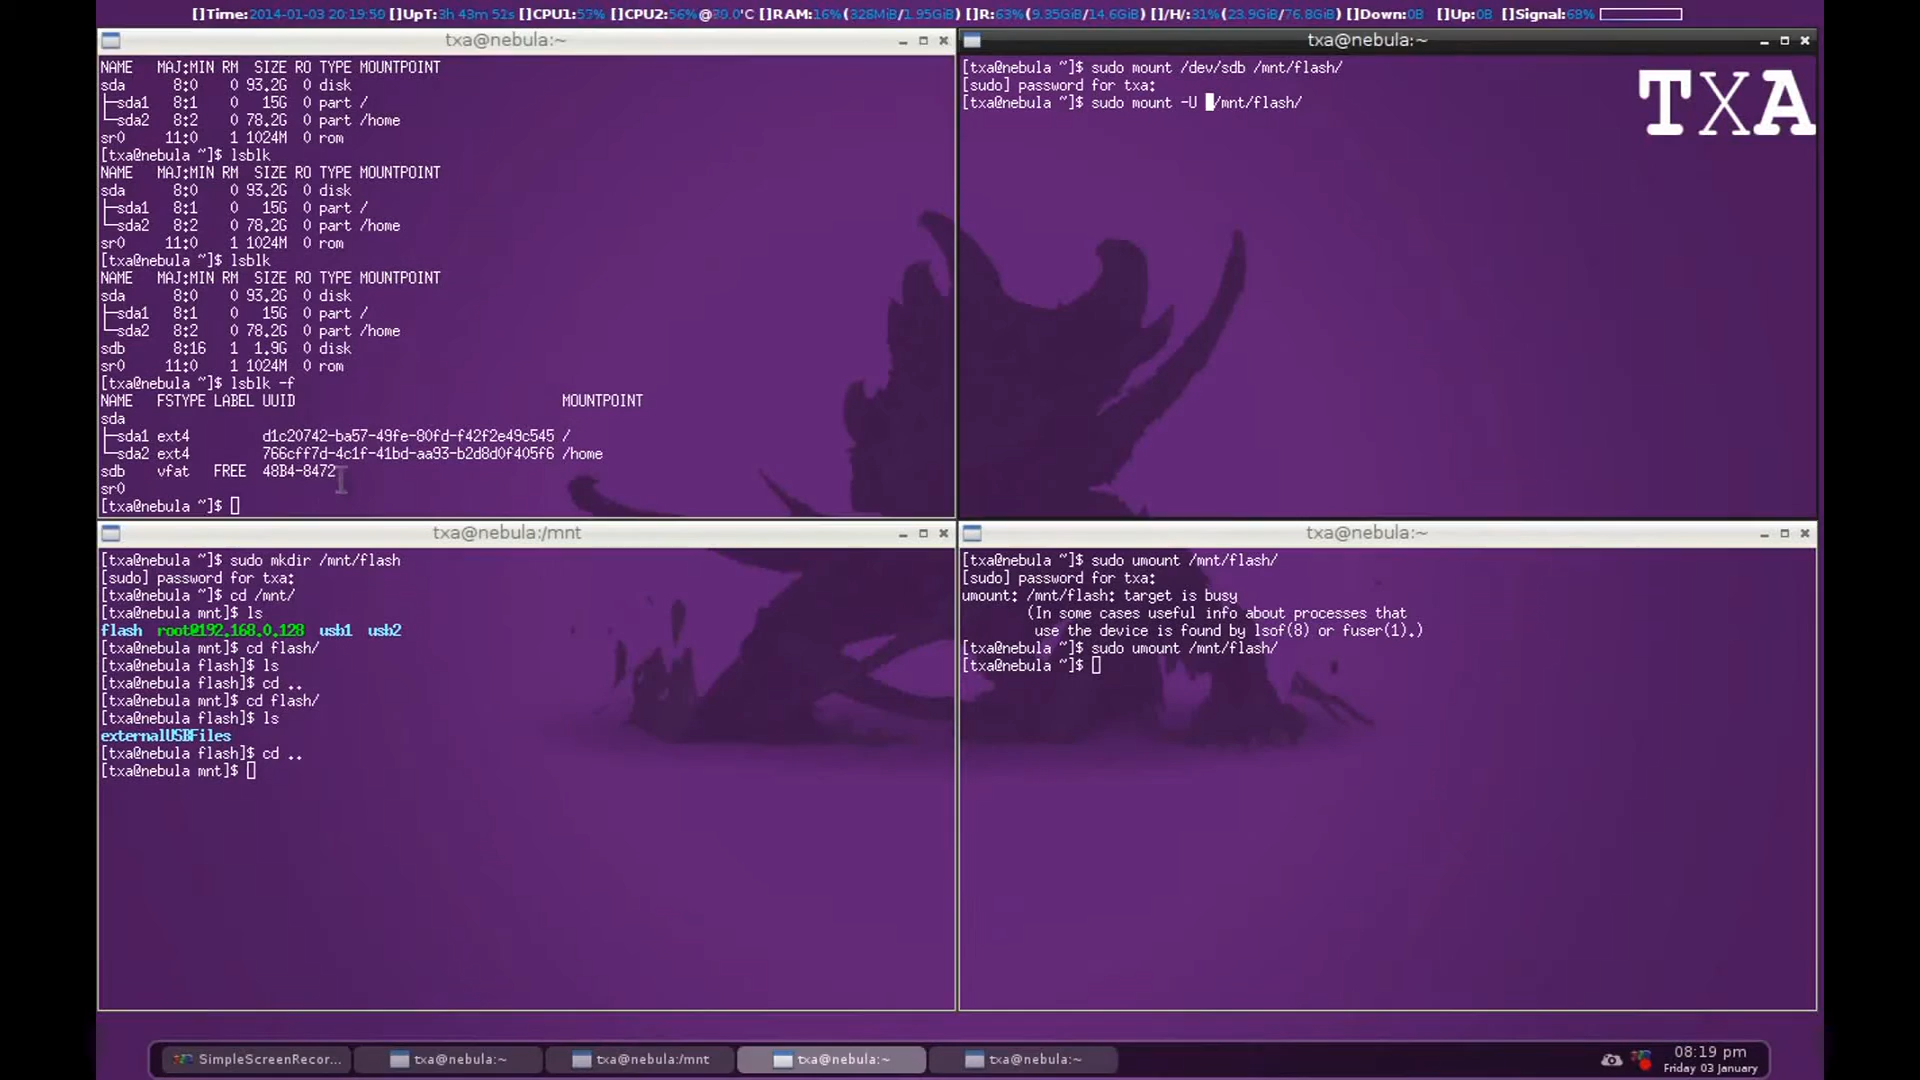 []Time:2014-01-03 20:19:50 []UpT:3h 43m 51s []CPU1:57% []CPU2:56%@80.0°C []RAM:16%(328MiB/1.95GiB) []R:63%(9.35GiB/14.6GiB) []/H/:31%(23.9GiB/76.8GiB) []Down:0B []Up:0B []Signal:68%
txa@nebula:~
NAME MAJ:MIN RM SIZE RO TYPE MOUNTPOINT
sda 8:0 0 93.2G 0 disk
├─sda1 8:1 0 15G 0 part /
└─sda2 8:2 0 78.2G 0 part /home
sr0 11:0 1 1024M 0 rom
[txa@nebula ~]$ lsblk
NAME MAJ:MIN RM SIZE RO TYPE MOUNTPOINT
sda 8:0 0 93.2G 0 disk
├─sda1 8:1 0 15G 0 part /
└─sda2 8:2 0 78.2G 0 part /home
sr0 11:0 1 1024M 0 rom
[txa@nebula ~]$ lsblk
NAME MAJ:MIN RM SIZE RO TYPE MOUNTPOINT
sda 8:0 0 93.2G 0 disk
├─sda1 8:1 0 15G 0 part /
└─sda2 8:2 0 78.2G 0 part /home
sdb 8:16 1 1.9G 0 disk
sr0 11:0 1 1024M 0 rom
[txa@nebula ~]$ lsblk -f
NAME FSTYPE LABEL UUID MOUNTPOINT
sda
├─sda1 ext4 d1c20742-ba57-49fe-80fd-f42f2e49c545 /
└─sda2 ext4 766cff7d-4c1f-41bd-aa93-b2d8d0f405f6 /home
sdb vfat FREE 48B4-8472
sr0
[txa@nebula ~]$
txa@nebula:~
[txa@nebula ~]$ sudo mount /dev/sdb /mnt/flash/
[sudo] password for txa:
[txa@nebula ~]$ sudo mount -U /mnt/flash/
TXA
txa@nebula:/mnt
[txa@nebula ~]$ sudo mkdir /mnt/flash
[sudo] password for txa:
[txa@nebula ~]$ cd /mnt/
[txa@nebula mnt]$ ls
flash root@192.168.0.128 usb1 usb2
[txa@nebula mnt]$ cd flash/
[txa@nebula flash]$ ls
[txa@nebula flash]$ cd ..
[txa@nebula mnt]$ cd flash/
[txa@nebula flash]$ ls
externalUSBFiles
[txa@nebula flash]$ cd ..
[txa@nebula mnt]$
txa@nebula:~
[txa@nebula ~]$ sudo umount /mnt/flash/
[sudo] password for txa:
umount: /mnt/flash: target is busy
(In some cases useful info about processes that
use the device is found by lsof(8) or fuser(1).)
[txa@nebula ~]$ sudo umount /mnt/flash/
[txa@nebula ~]$
SimpleScreenRecor... txa@nebula:~ txa@nebula:/mnt txa@nebula:~ txa@nebula:~
08:19 pm
Friday 03 January